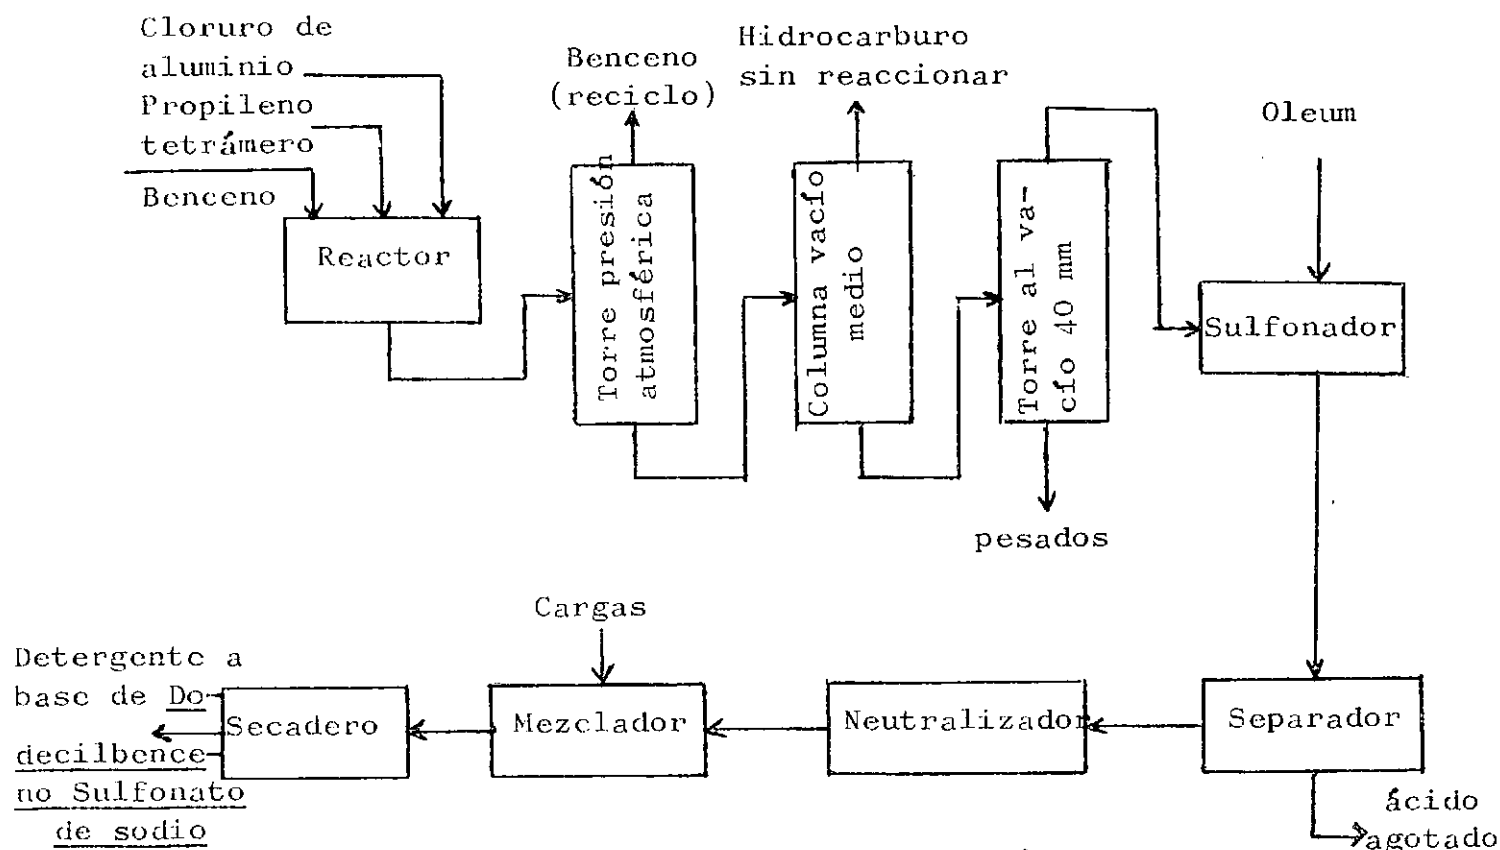 Cloruro de
aluminio
Propileno
tetrámero
Benceno
Reactor
Benceno
(reciclo)
Torre presión
atmosférica
Hidrocarburo
sin reaccionar
Columna vacío
medio
Torre al va-
cío 40 mm
pesados
Oleum
Sulfonador
Separador
ácido
agotado
Neutralizador
Cargas
Mezclador
Secadero
Detergente a
base de Do
decilbence
no Sulfonato
de sodio